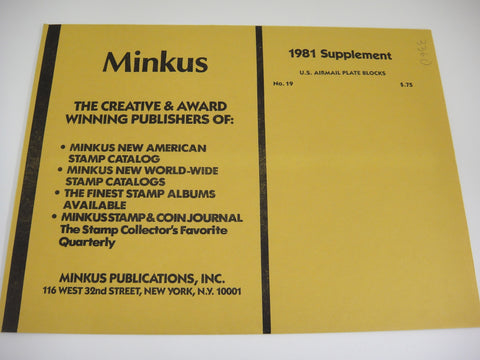 Minkus
THE CREATIVE & AWARD
WINNING PUBLISHERS OF:
• MINKUS NEW AMERICAN
STAMP CATALOG
• MINKUS NEW WORLD-WIDE
STAMP CATALOGS
• THE FINEST STAMP ALBUMS
AVAILABLE
• MINKUS STAMP & COIN JOURNAL
The Stamp Collector's Favorite
Quarterly
MINKUS PUBLICATIONS, INC.
116 WEST 32nd STREET, NEW YORK, N.Y. 10001
1981 Supplement
U.S. AIRMAIL PLATE BLOCKS
No. 19 $.75